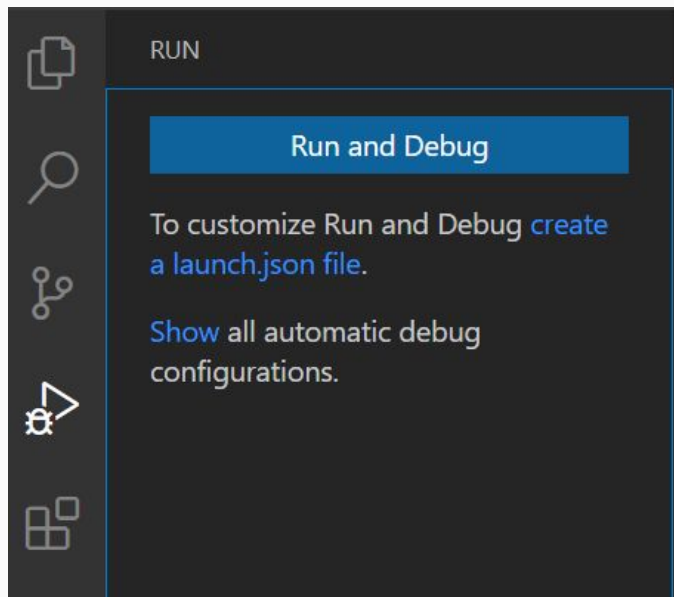 RUN
Run and Debug
To customize Run and Debug create
a launch.json file.
Show all automatic debug
configurations.